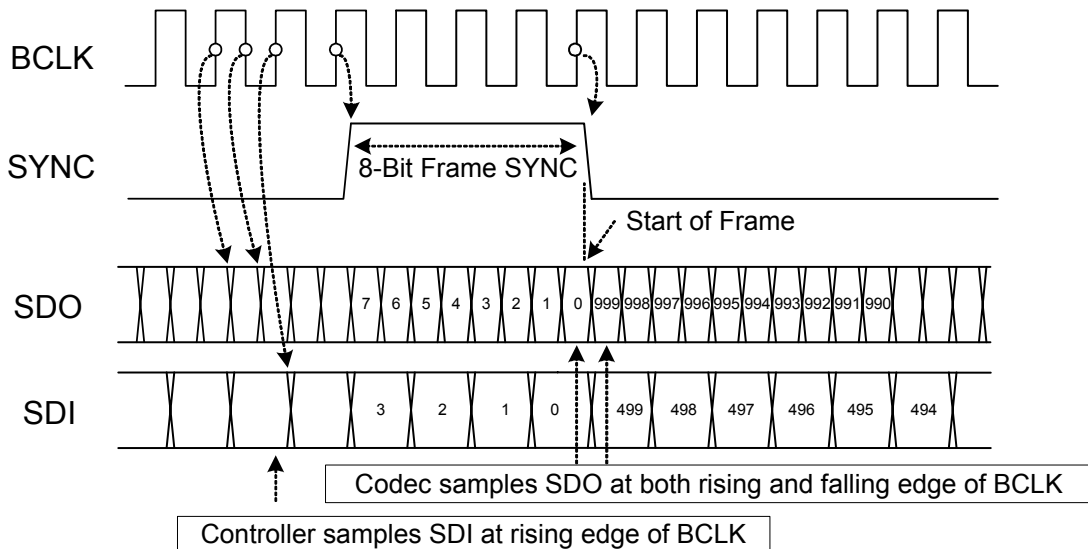 BCLK
SYNC
8-Bit Frame SYNC
Start of Frame
SDO
7 6 5 4 3 2 1 0 999 998 997 996 995 994 993 992 991 990
SDI
3 2 1 0 499 498 497 496 495 494
Codec samples SDO at both rising and falling edge of BCLK
Controller samples SDI at rising edge of BCLK